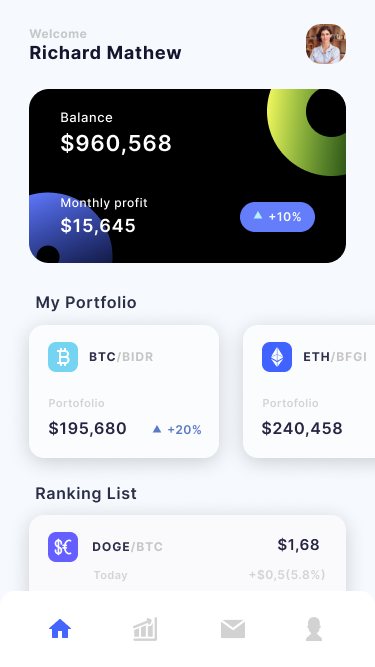 Welcome
Richard Mathew
Balance
$960,568
Monthly profit
$15,645
+10%
My Portfolio
BTC/BIDR
Portofolio
$195,680
+20%
ETH/BFGI
Portofolio
$240,458
Ranking List
DOGE/BTC
$1,68
Today
+$0,5(5.8%)